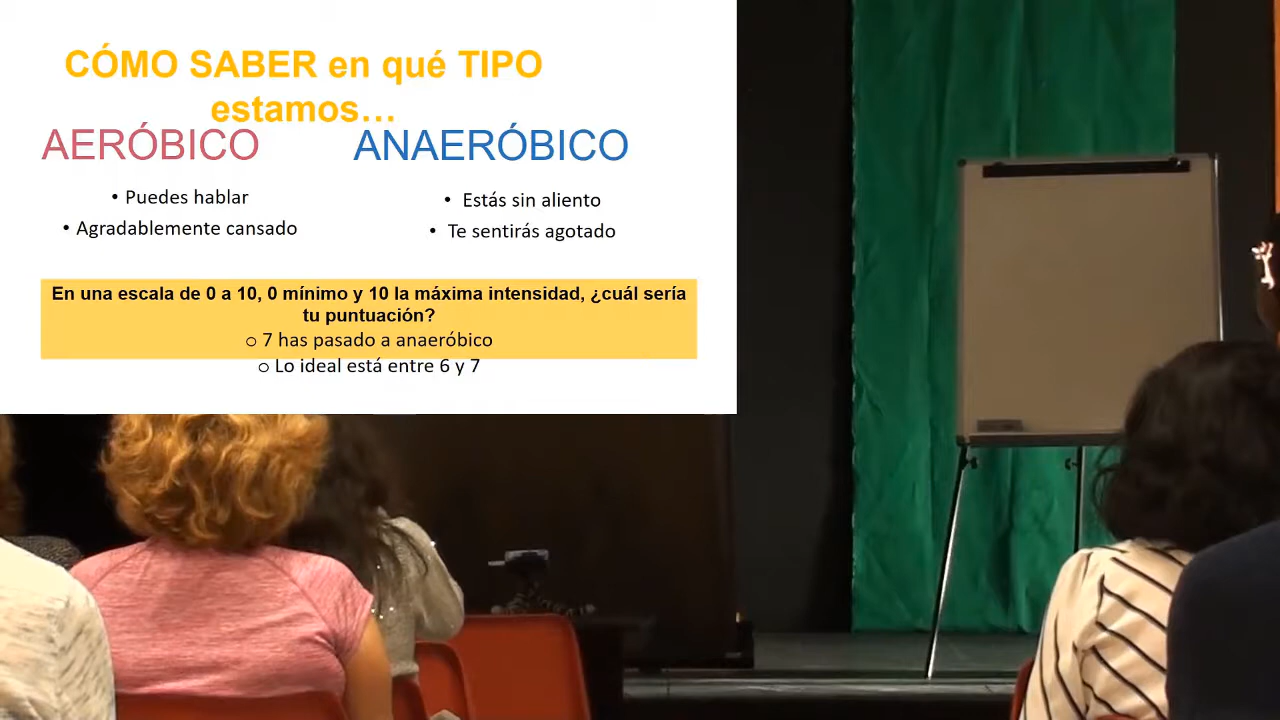 CÓMO SABER en qué TIPO
estamos...
AERÓBICO
• Puedes hablar
• Agradablemente cansado
ANAERÓBICO
• Estás sin aliento
• Te sentirás agotado
En una escala de 0 a 10, 0 mínimo y 10 la máxima intensidad, ¿cuál sería
tu puntuación?
o 7 has pasado a anaeróbico
o Lo ideal está entre 6 y 7